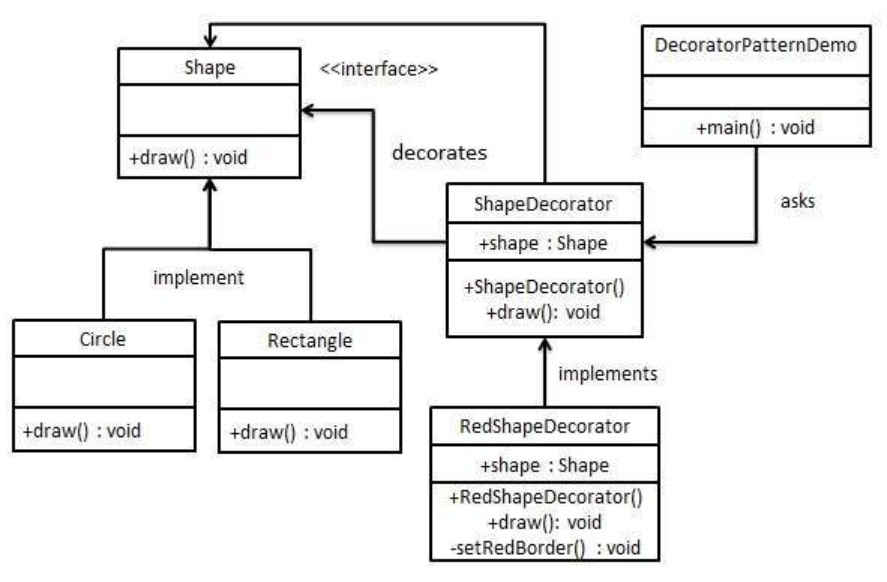 Shape
<<interface>>
+draw() : void
decorates
DecoratorPatternDemo
+main() : void
asks
ShapeDecorator
+shape : Shape
+ShapeDecorator()
+draw(): void
implement
Circle
+draw() : void
Rectangle
+draw() : void
implements
RedShapeDecorator
+shape : Shape
+RedShapeDecorator()
+draw(): void
-setRedBorder() : void